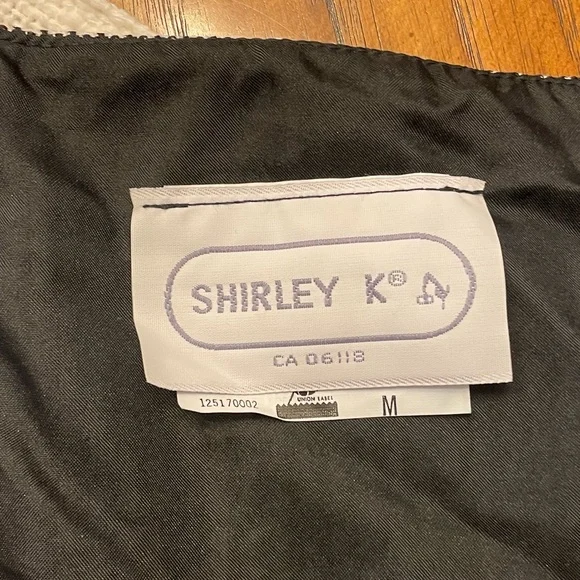 SHIRLEY K®
CA 06118
125170002 UNION LABEL M